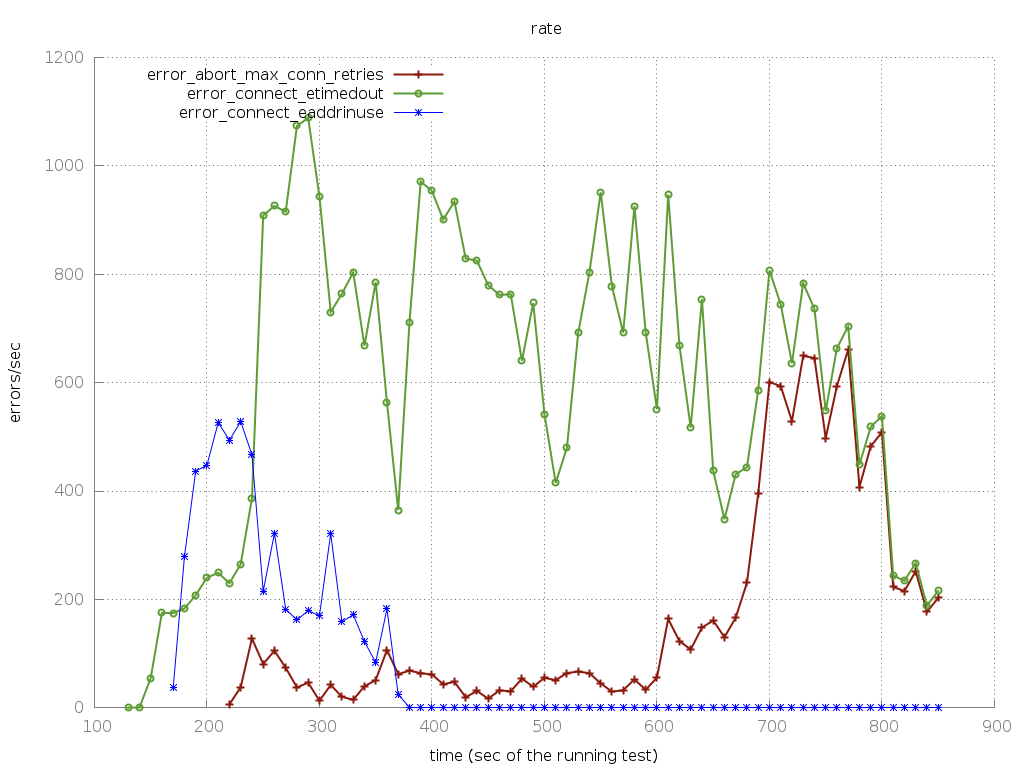 rate
1200
1000
800
600
400
200
0
errors/sec
error_abort_max_conn_retries
error_connect_etimedout
error_connect_eaddrinuse
100 200 300 400 500 600 700 800 900
time (sec of the running test)